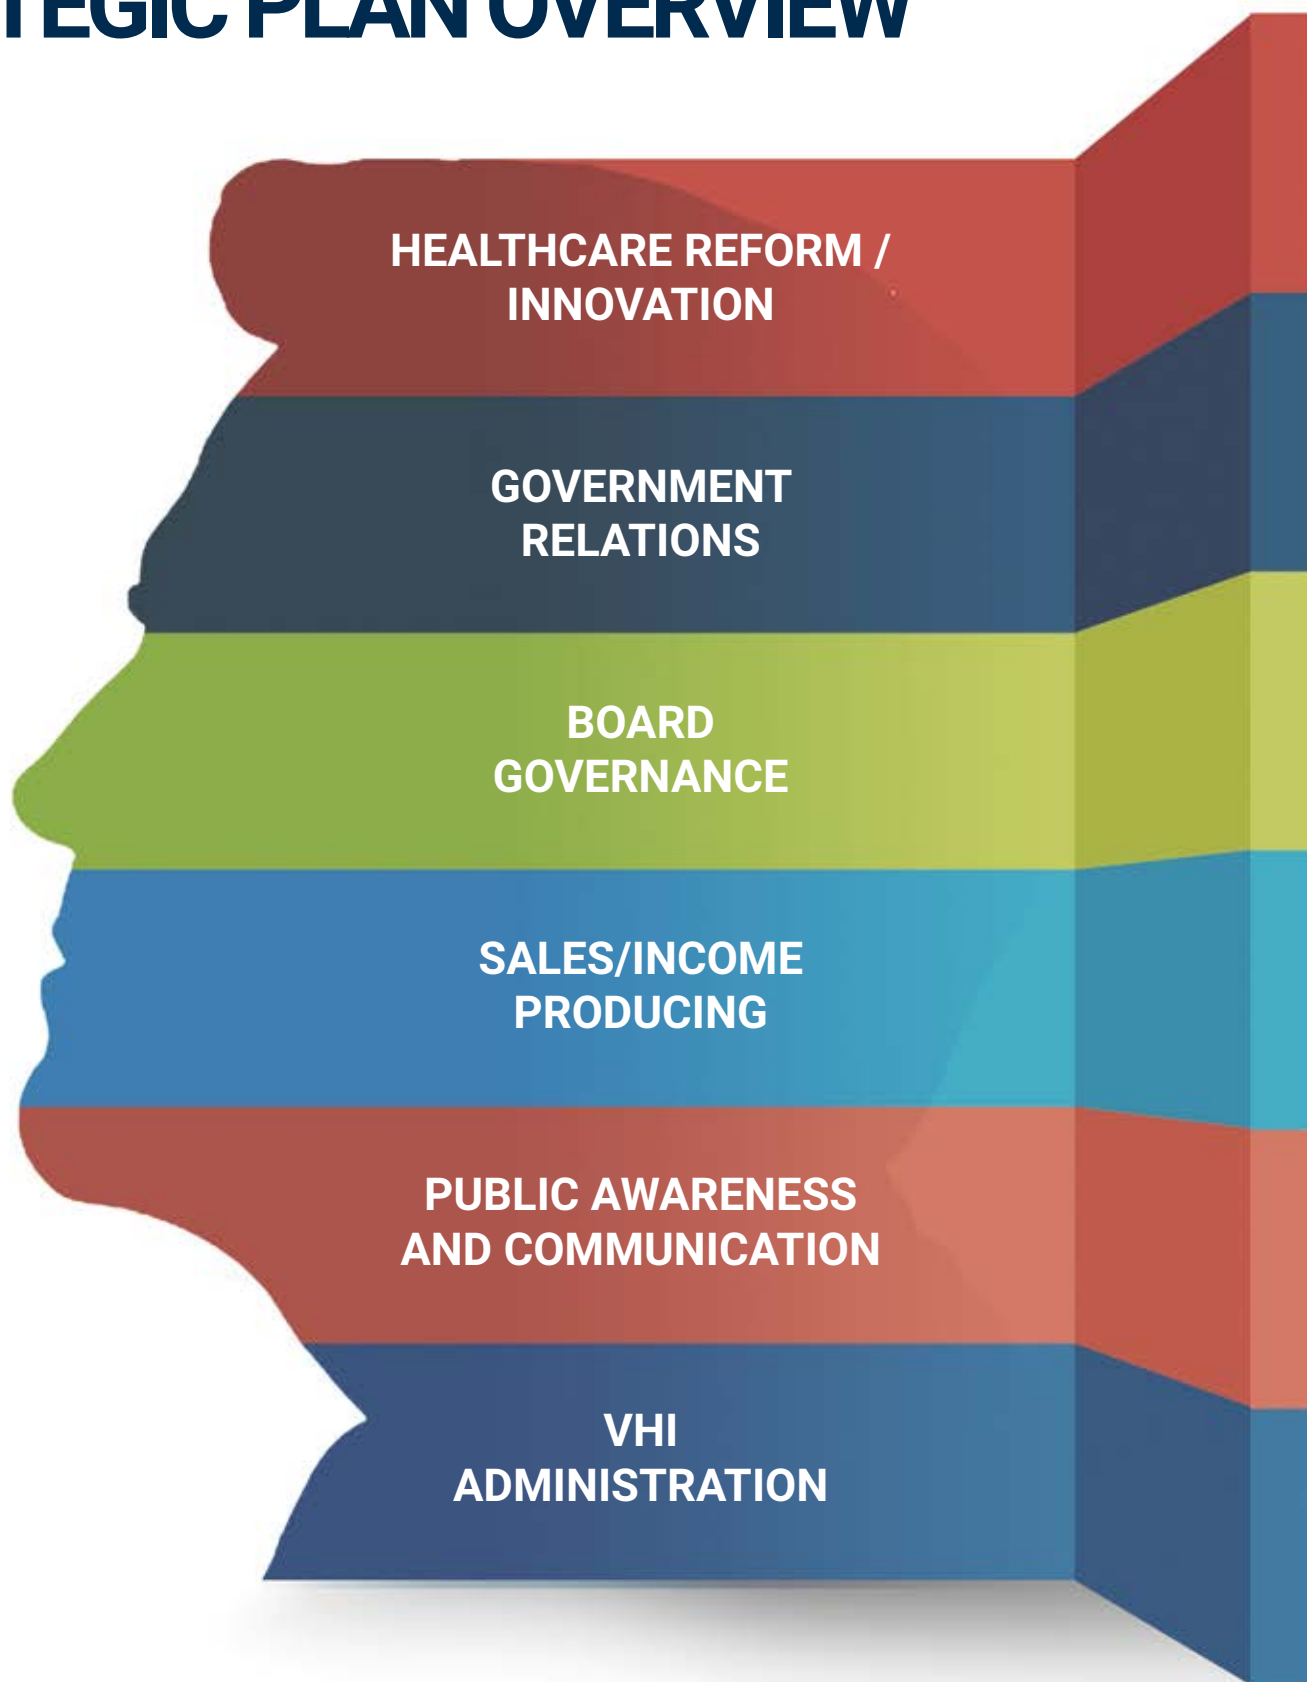 TEGIC PLAN OVERVIEW
HEALTHCARE REFORM /
INNOVATION
GOVERNMENT
RELATIONS
BOARD
GOVERNANCE
SALES/INCOME
PRODUCING
PUBLIC AWARENESS
AND COMMUNICATION
VHI
ADMINISTRATION